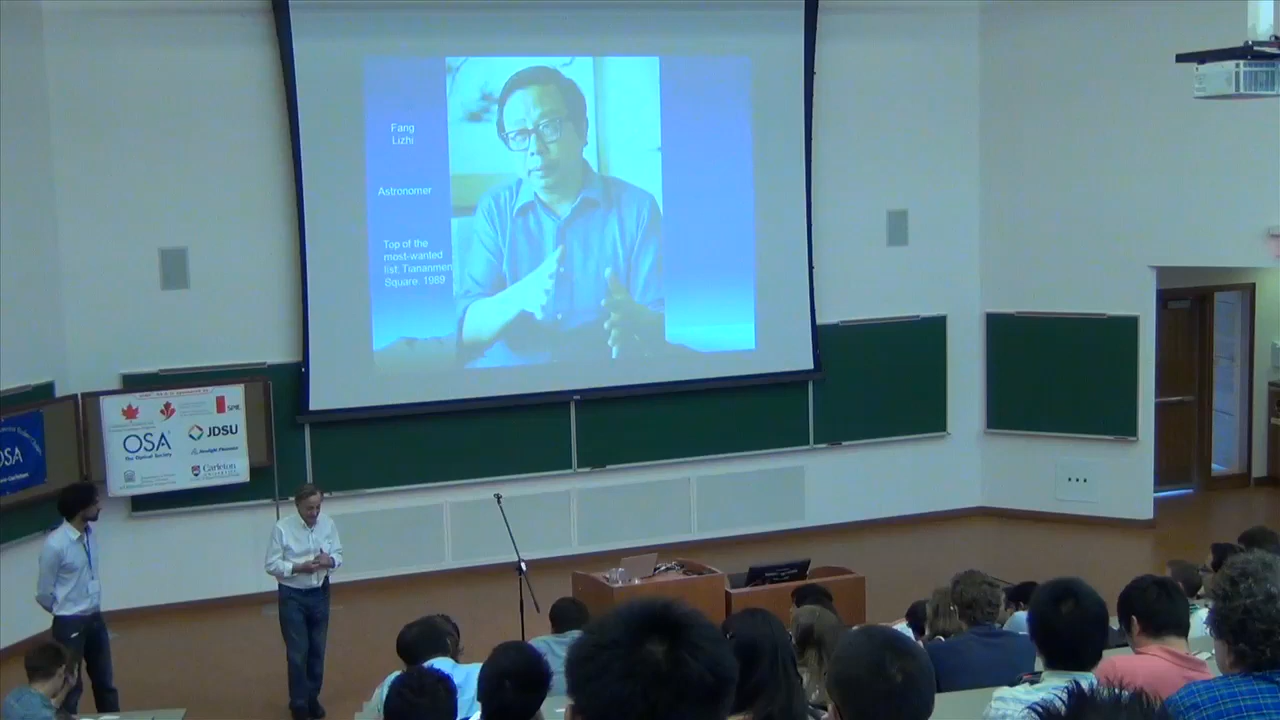 Fang
Lizhi
Astronomer
Top of the
most-wanted
list. Tiananmen
Square: 1989
OSA
The Optical Society
JDSU
Carleton
UNIVERSITY
OSA